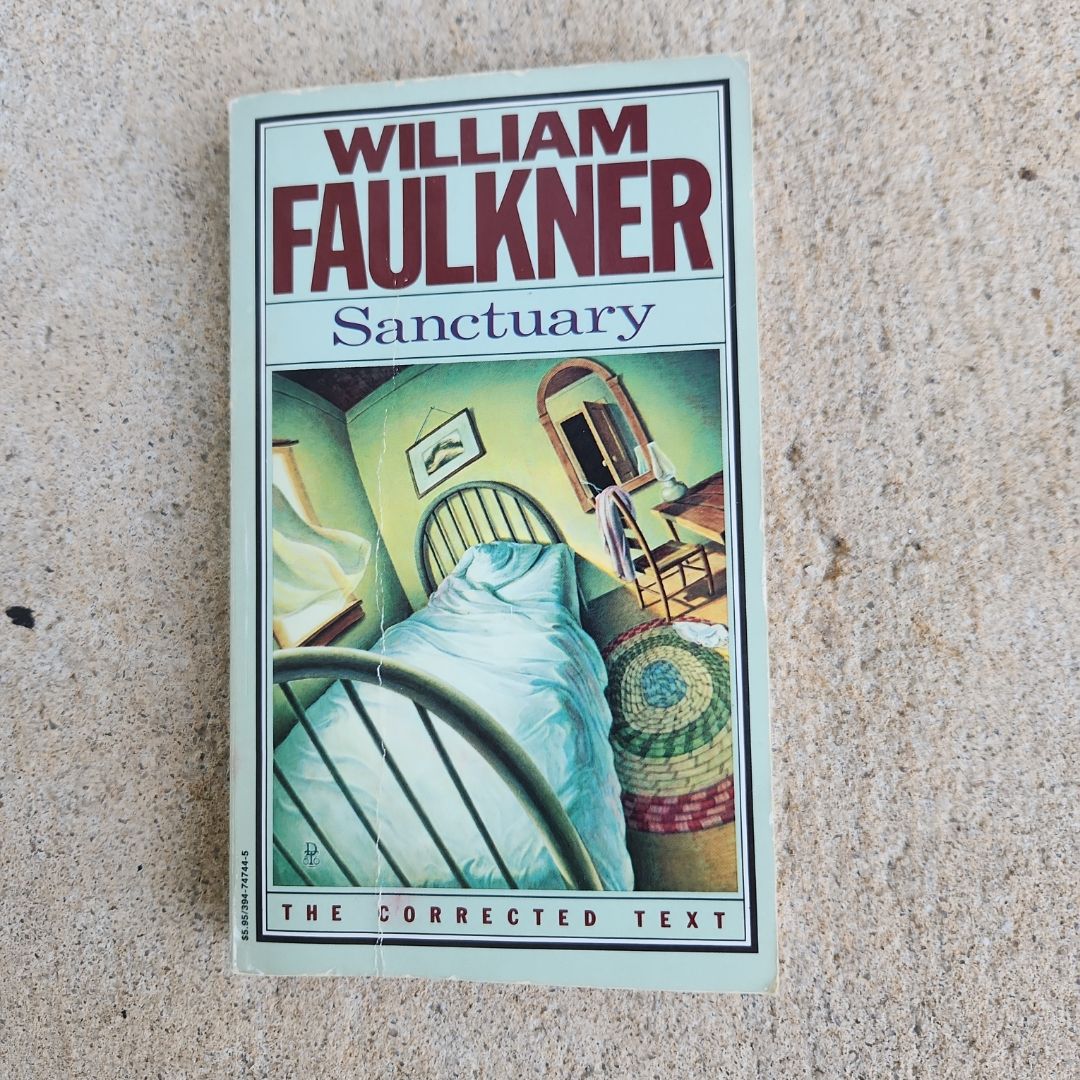 WILLIAM
FAULKNER
Sanctuary
THE CORRECTED TEXT
$5.95/394-74744-5